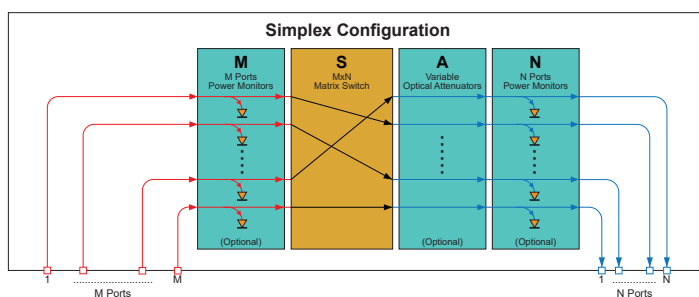 Simplex Configuration
M
M Ports
Power Monitors
(Optional)
S
MxN
Matrix Switch
A
Variable
Optical Attenuators
(Optional)
N
N Ports
Power Monitors
(Optional)
1
M
M Ports
1
N
N Ports